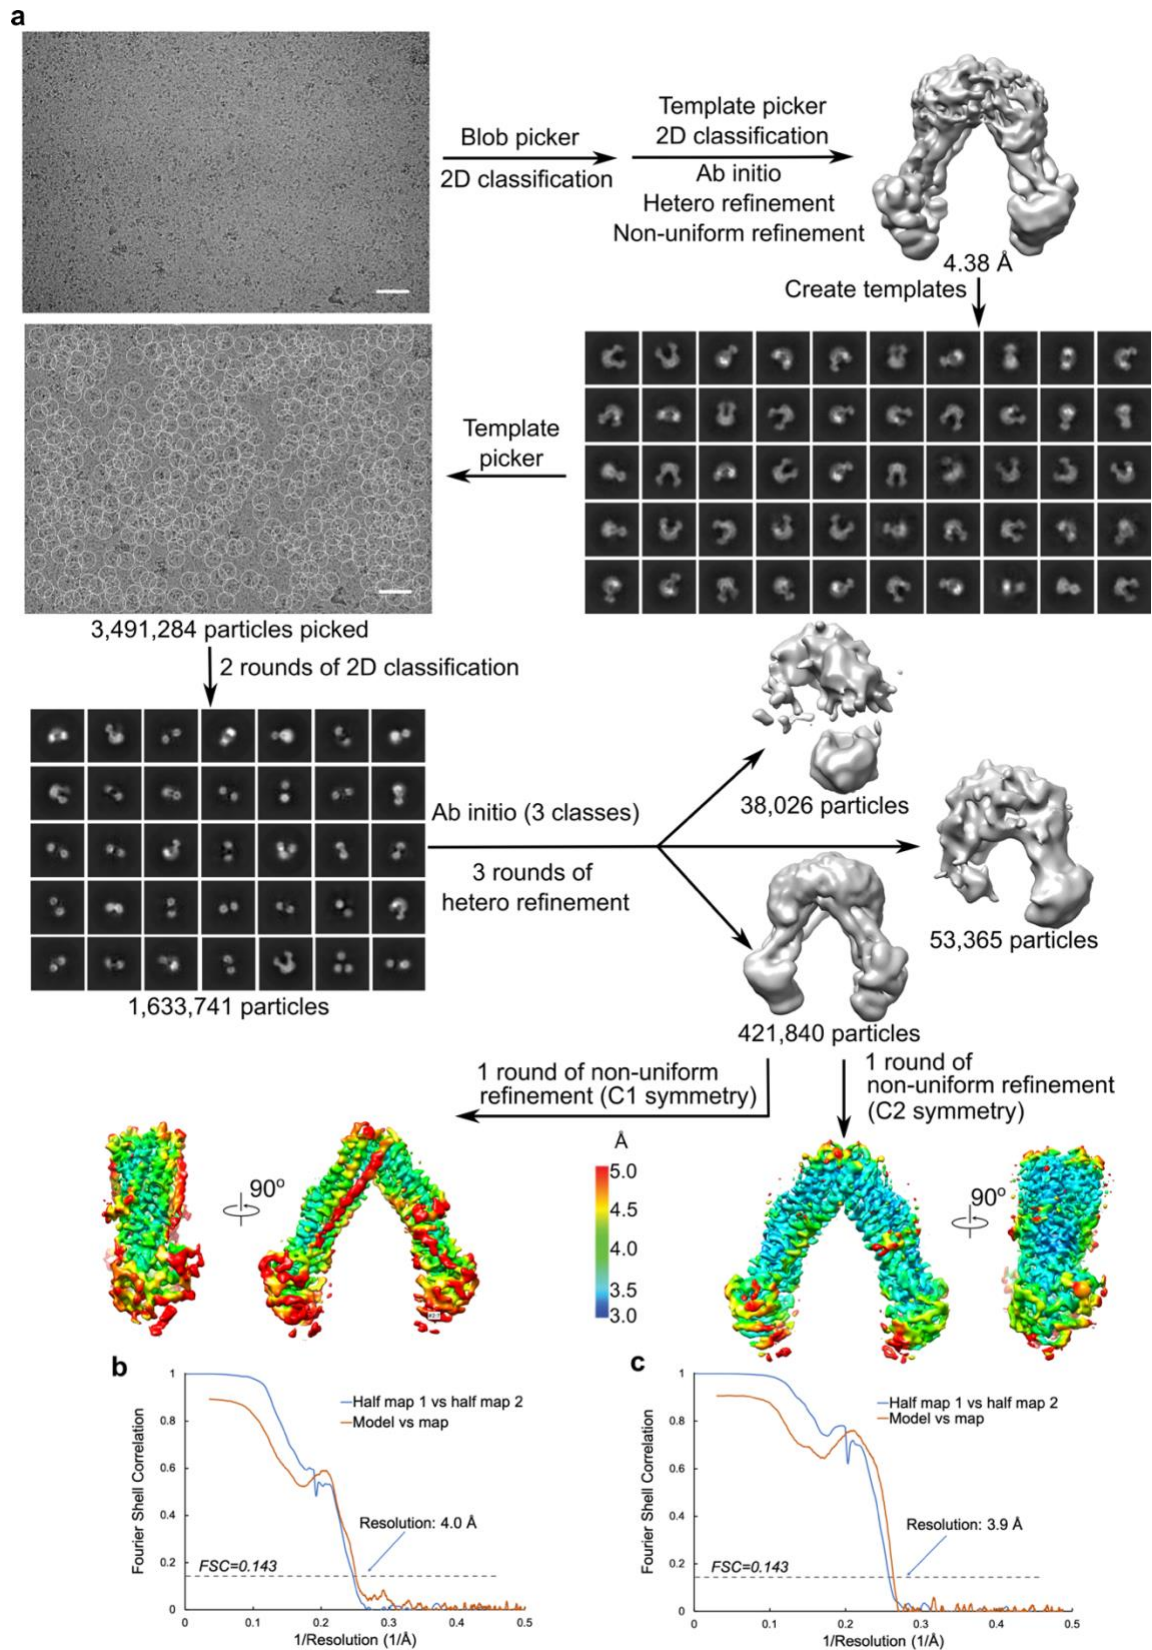 a
Blob picker
2D classification
Template picker
2D classification
Ab initio
Hetero refinement
Non-uniform refinement
4.38 Å
Create templates
Template
picker
3,491,284 particles picked
2 rounds of 2D classification
1,633,741 particles
Ab initio (3 classes)
3 rounds of
hetero refinement
38,026 particles
53,365 particles
421,840 particles
1 round of non-uniform
refinement (C1 symmetry)
1 round of
non-uniform refinement
(C2 symmetry)
90º
Å
5.0
4.5
4.0
3.5
3.0
90º
b
Fourier Shell Correlation
1
0.8
0.6
0.4
0.2
0
Half map 1 vs half map 2
Model vs map
Resolution: 4.0 Å
FSC=0.143
0 0.1 0.2 0.3 0.4 0.5
1/Resolution (1/Å)
c
Fourier Shell Correlation
1
0.8
0.6
0.4
0.2
0
Half map 1 vs half map 2
Model vs map
Resolution: 3.9 Å
FSC=0.143
0 0.1 0.2 0.3 0.4 0.5
1/Resolution (1/Å)